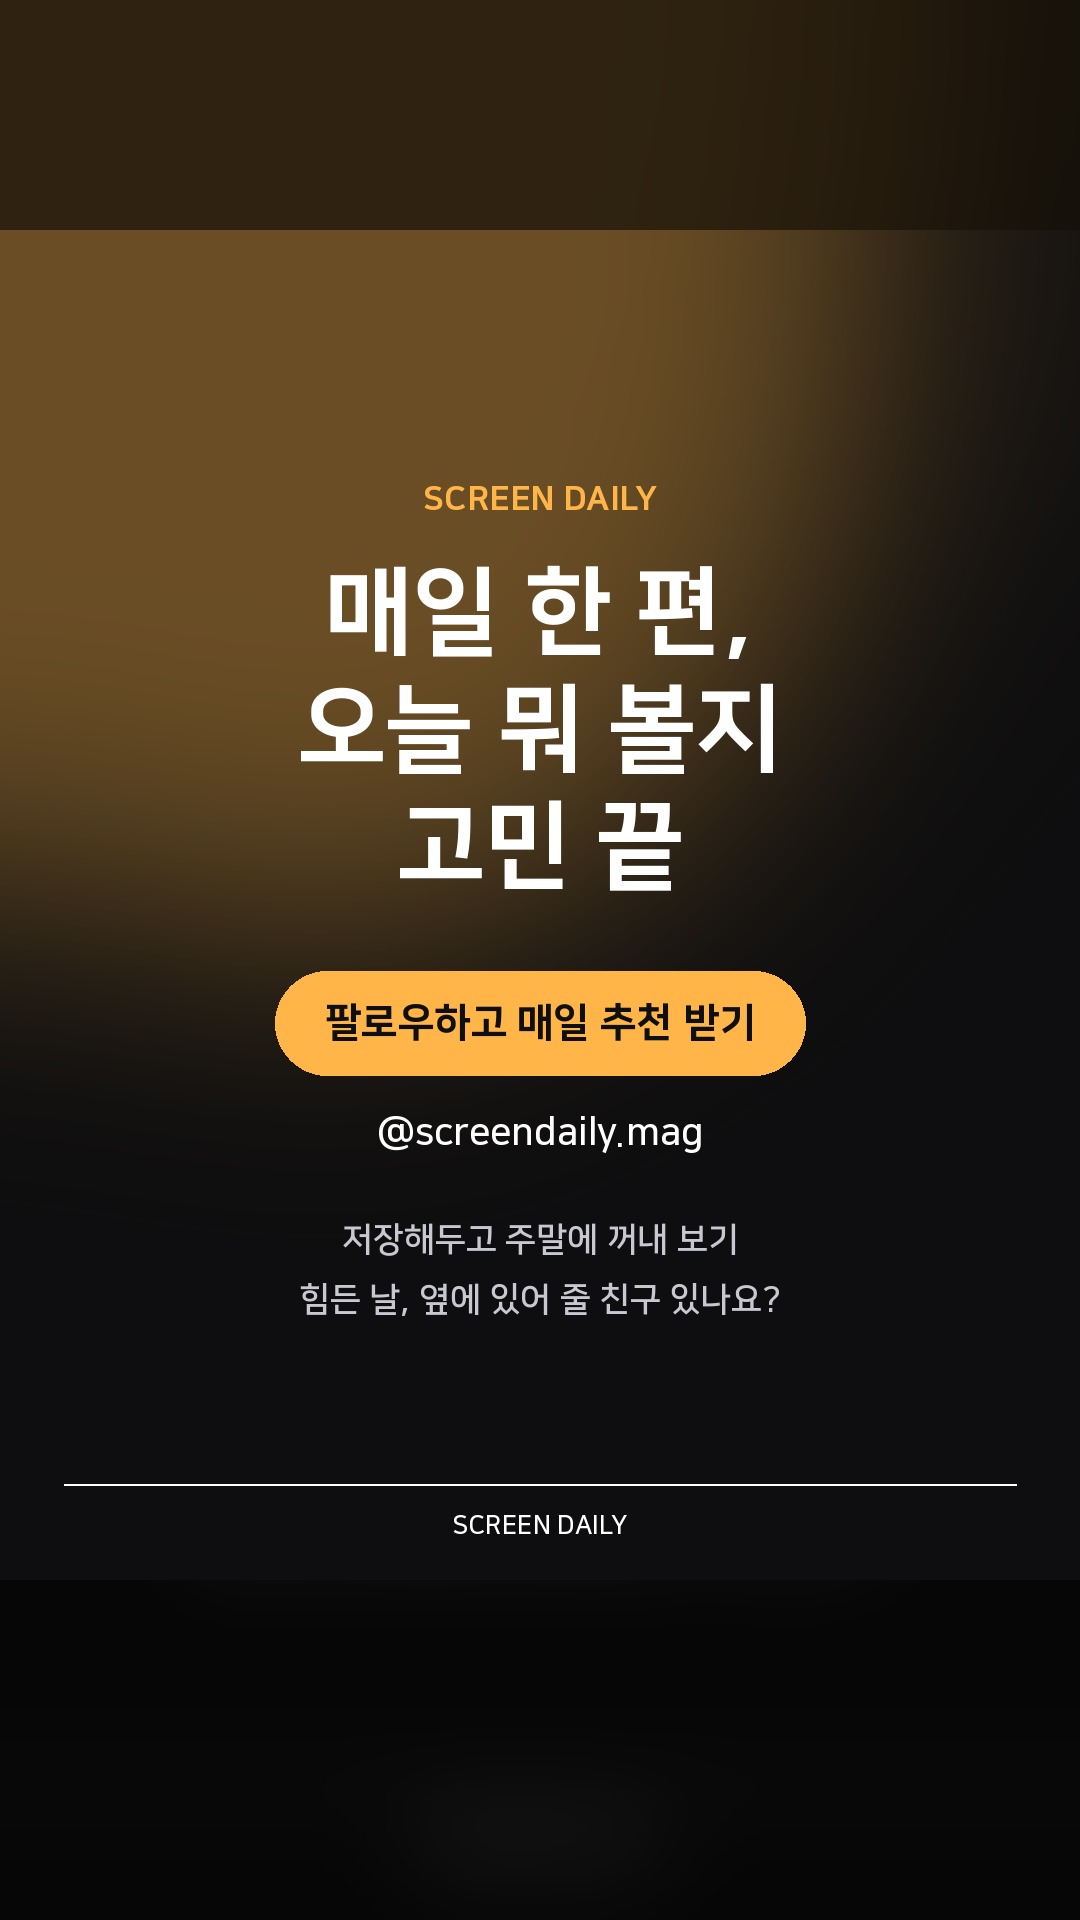 SCREEN DAILY
매일 한 편,
오늘 뭐 볼지
고민 끝
팔로우하고 매일 추천 받기
@screendaily.mag
저장해두고 주말에 꺼내 보기
힘든 날, 옆에 있어 줄 친구 있나요?
SCREEN DAILY